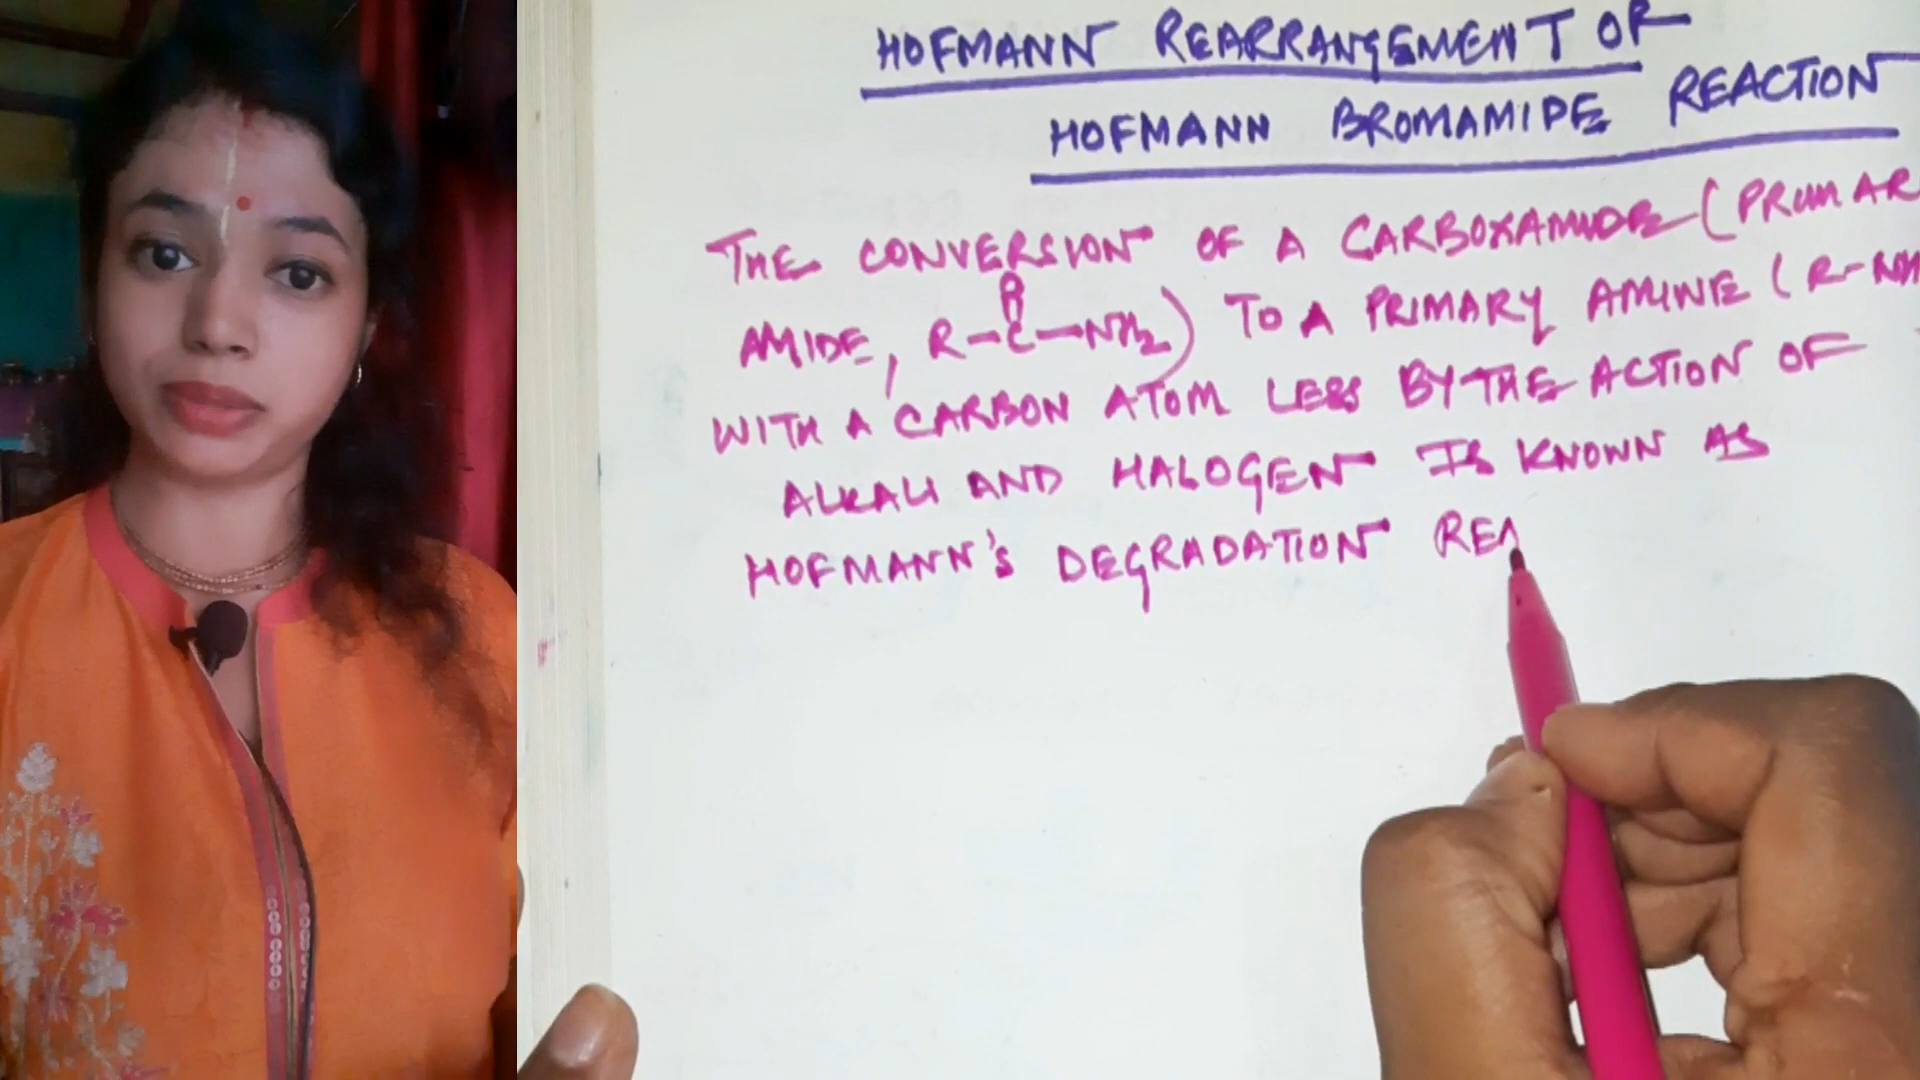 HOFMANN REARRANGEMENT OR
HOFMANN BROMAMIDE REACTION
THE CONVERSION OF A CARBOXAMIDE (PRIMAR
O
AMIDE, R-C-NH2) TO A PRIMARY AMINE (R-NH
WITH A CARBON ATOM LESS BY THE ACTION OF
ALKALI AND HALOGEN IS KNOWN AS
HOFMANN'S DEGRADATION REA